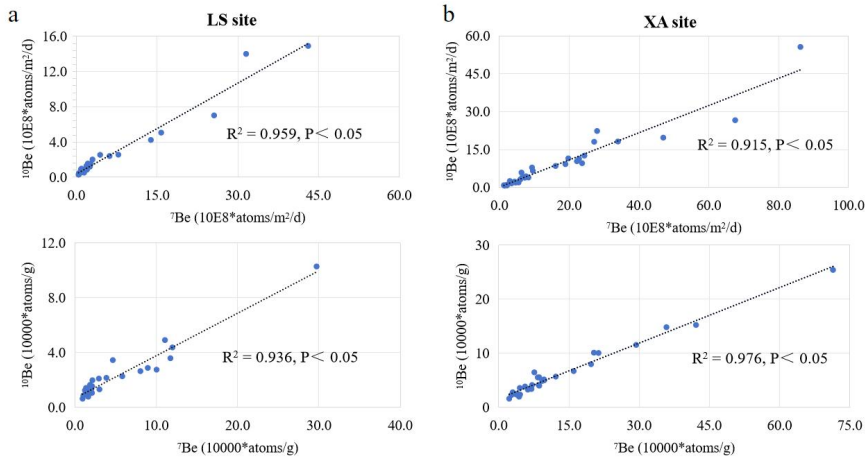 a
LS site
16.0
12.0
8.0
4.0
0.0
¹⁰Be (10E8*atoms/m²/d)
R² = 0.959, P< 0.05
0.0
15.0
30.0
45.0
60.0
⁷Be (10E8*atoms/m²/d)
b
XA site
60.0
45.0
30.0
15.0
0.0
¹⁰Be (10E8*atoms/m²/d)
R² = 0.915, P< 0.05
0.0
20.0
40.0
60.0
80.0
100.0
⁷Be (10E8*atoms/m²/d)
12.0
8.0
4.0
0.0
¹⁰Be (10000*atoms/g)
R² = 0.936, P< 0.05
0.0
10.0
20.0
30.0
40.0
⁷Be (10000*atoms/g)
30
20
10
0
¹⁰Be (10000*atoms/g)
R² = 0.976, P< 0.05
0.0
15.0
30.0
45.0
60.0
75.0
⁷Be (10000*atoms/g)